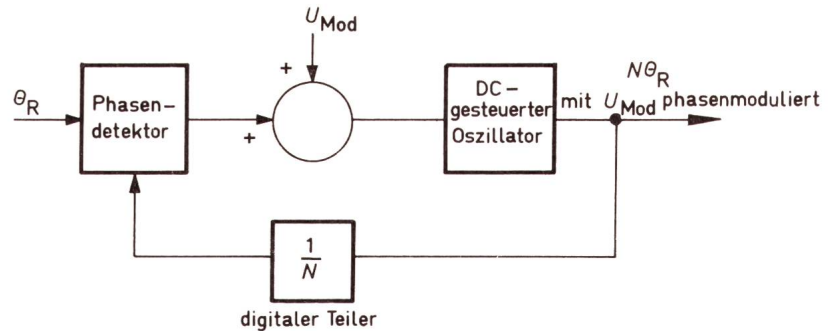 U_Mod
+
θ_R
Phasen-
detektor
+
DC-
gesteuerter
Oszillator
Nθ_R
mit U_Mod phasenmoduliert
1
N
digitaler Teiler